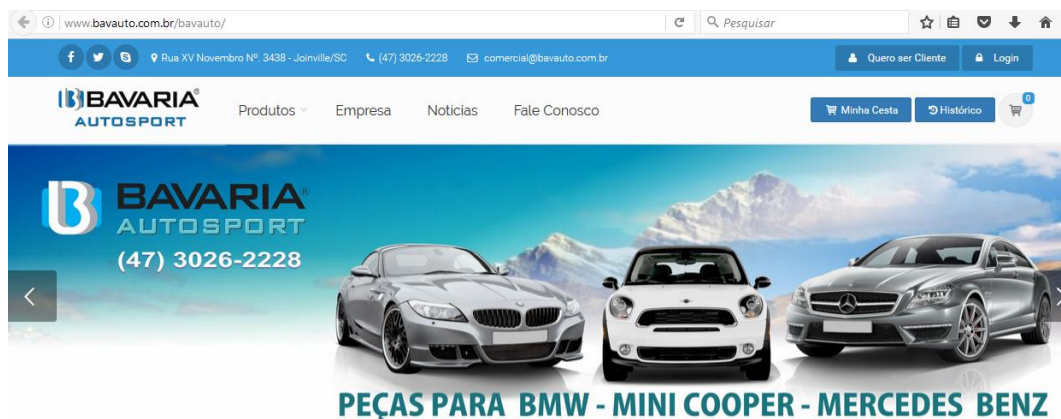 www.bavauto.com.br/bavauto/
Pesquisar
Rua XV Novembro Nº. 3438 - Joinville/SC (47) 3026-2228 comercial@bavauto.com.br Quero ser Cliente Login
BAVARIA®
AUTOSPORT
Produtos Empresa Notícias Fale Conosco Minha Cesta Histórico 0
BAVARIA®
AUTOSPORT
(47) 3026-2228
PEÇAS PARA BMW - MINI COOPER - MERCEDES BENZ